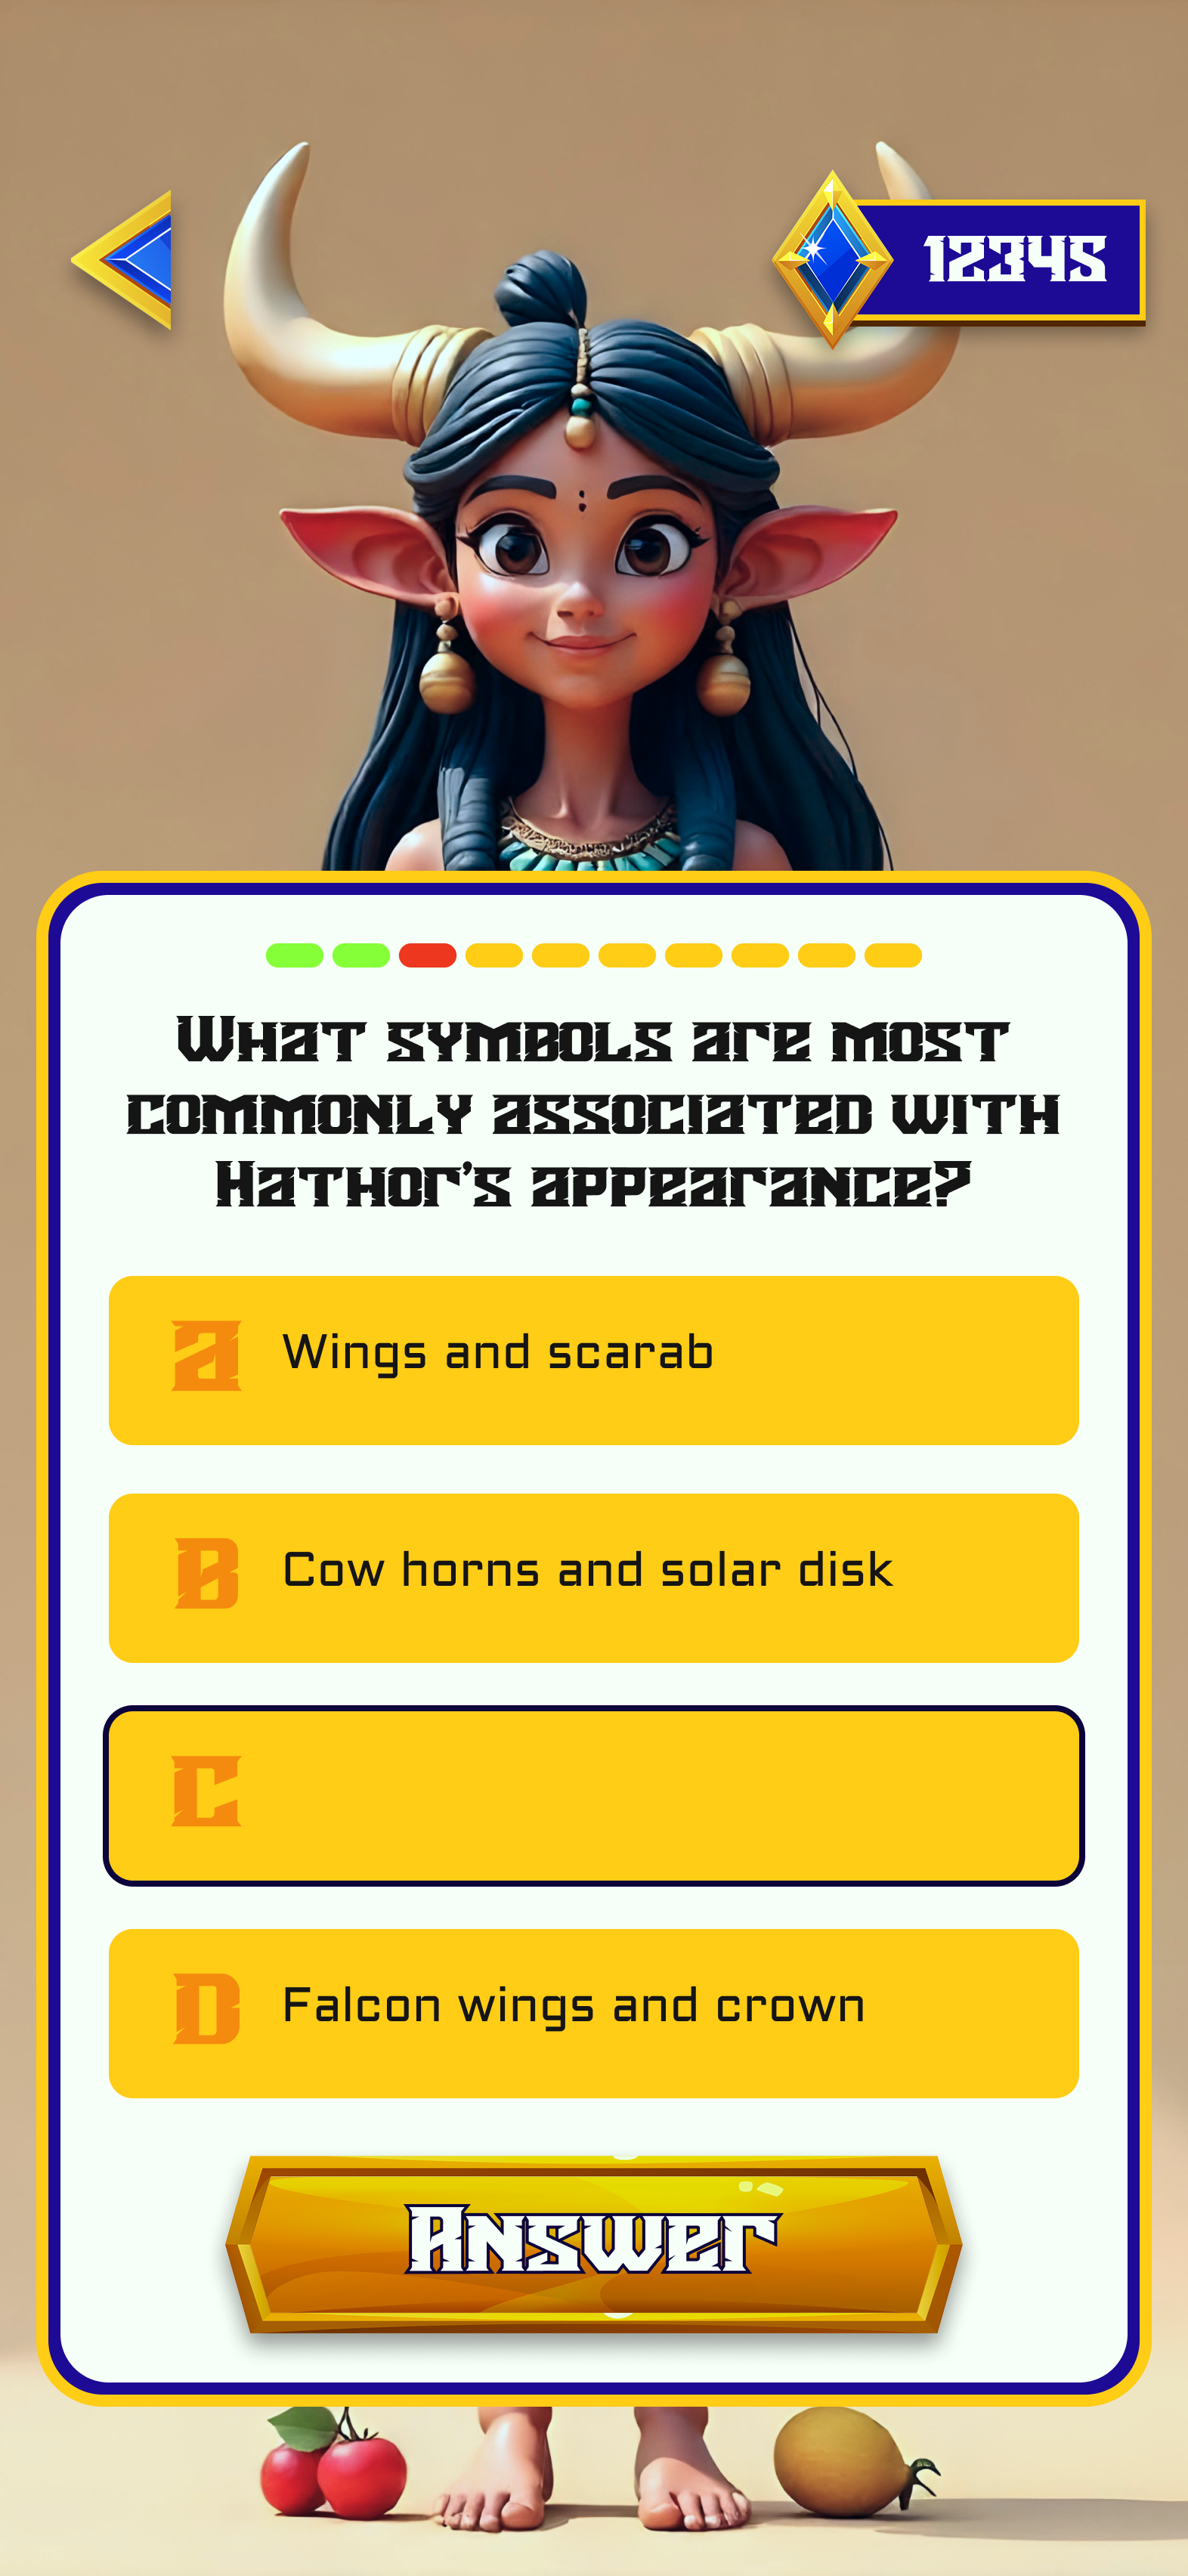 12345
What symbols are most
commonly associated with
Hathor's appearance?
A Wings and scarab
B Cow horns and solar disk
C
D Falcon wings and crown
Answer